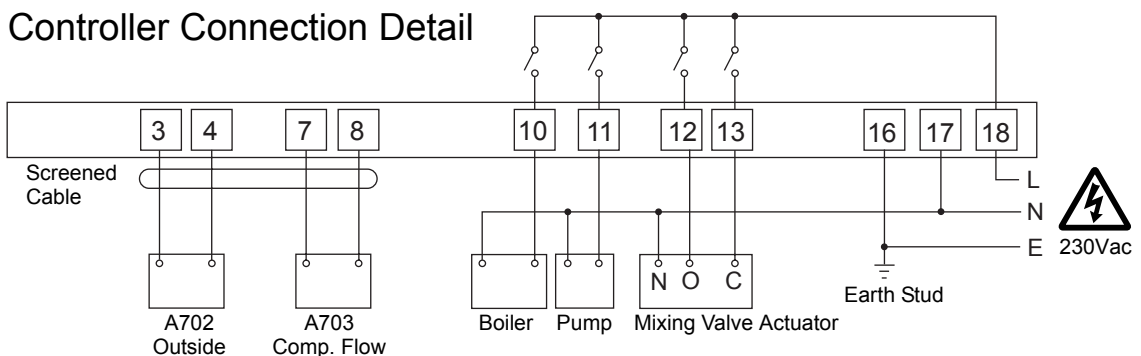 Controller Connection Detail
3 4 7 8 10 11 12 13 16 17 18
Screened
Cable
L
N
E
230Vac
N O C
Earth Stud
A702
Outside
A703
Comp. Flow
Boiler
Pump
Mixing Valve Actuator